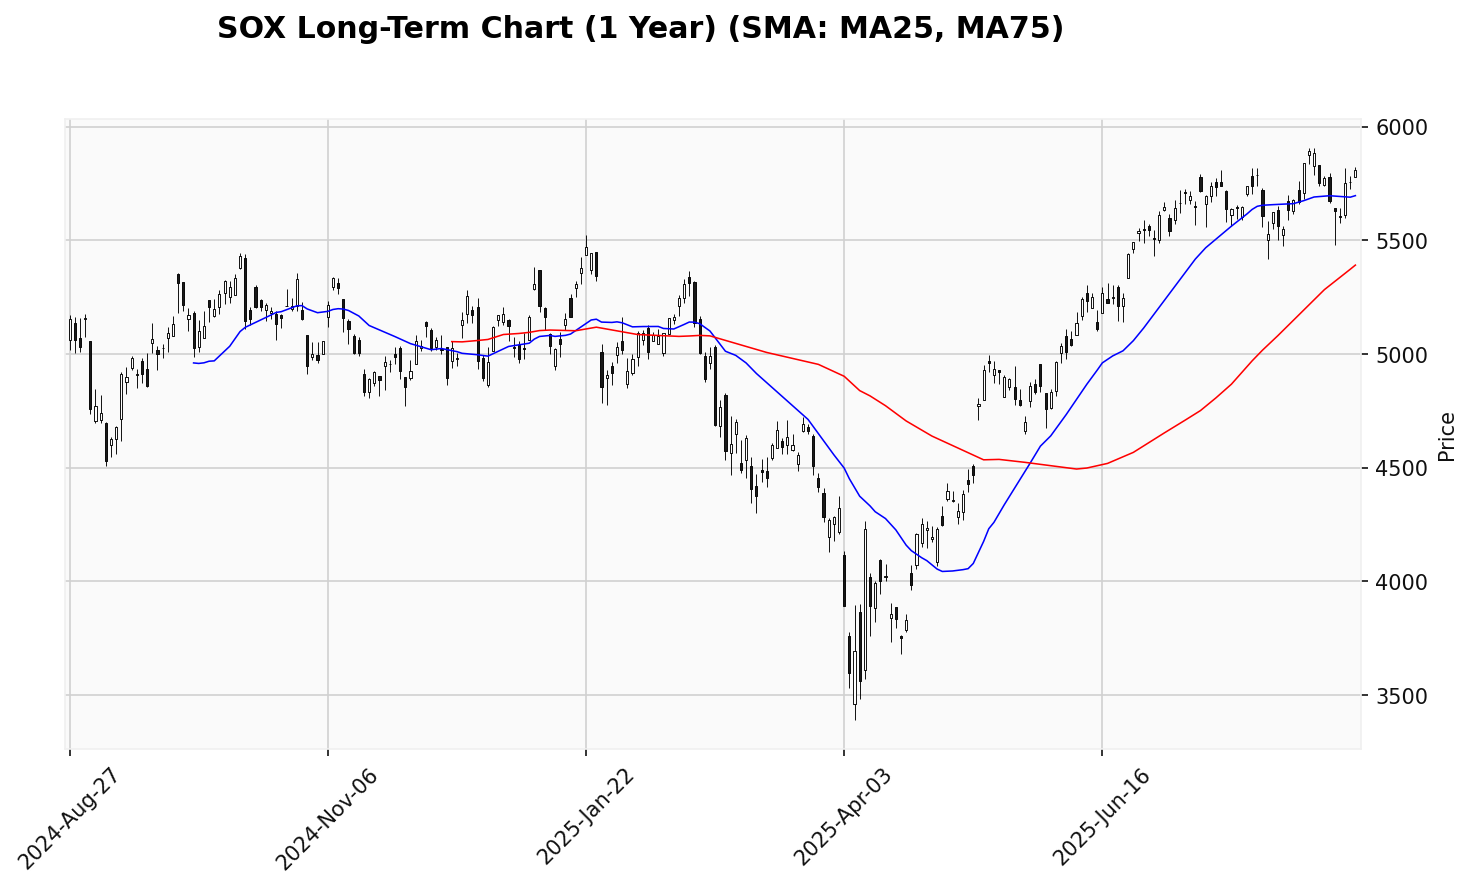 SOX Long-Term Chart (1 Year) (SMA: MA25, MA75)
6000
5500
5000
4500
4000
3500
Price
2024-Aug-27
2024-Nov-06
2025-Jan-22
2025-Apr-03
2025-Jun-16